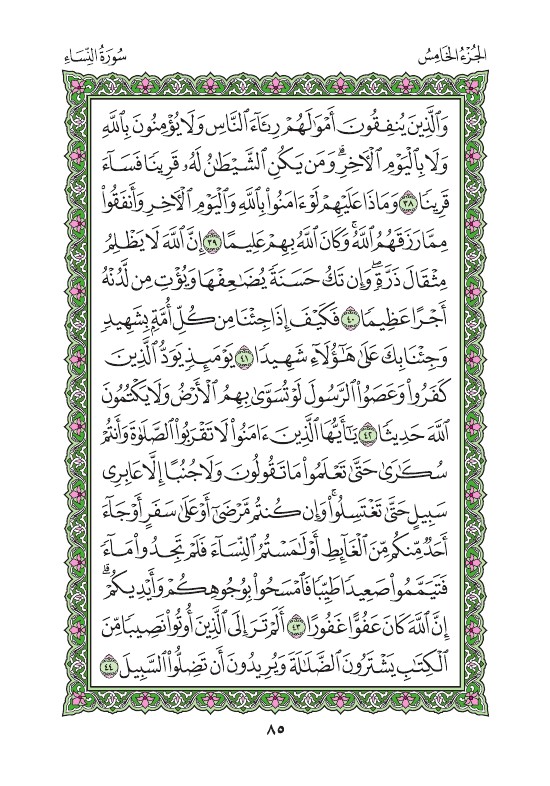 الجُزْءُ الخَامِسُ
سُورَةُ النِّسَاءِ
وَٱلَّذِينَ يُنفِقُونَ أَمْوَٰلَهُمْ رِئَآءَ ٱلنَّاسِ وَلَا يُؤْمِنُونَ بِٱللَّهِ
وَلَا بِٱلْيَوْمِ ٱلْأٓخِرِۗ وَمَن يَكُنِ ٱلشَّيْطَٰنُ لَهُۥ قَرِينًا فَسَآءَ
قَرِينًا ٣٨ وَمَاذَا عَلَيْهِمْ لَوْ ءَامَنُوا۟ بِٱللَّهِ وَٱلْيَوْمِ ٱلْأٓخِرِ وَأَنفَقُوا۟
مِمَّا رَزَقَهُمُ ٱللَّهُۚ وَكَانَ ٱللَّهُ بِهِمْ عَلِيمًا ٣٩ إِنَّ ٱللَّهَ لَا يَظْلِمُ
مِثْقَالَ ذَرَّةٍۖ وَإِن تَكُ حَسَنَةً يُضَٰعِفْهَا وَيُؤْتِ مِن لَّدُنْهُ
أَجْرًا عَظِيمًا ٤٠ فَكَيْفَ إِذَا جِئْنَا مِن كُلِّ أُمَّةٍۭ بِشَهِيدٍ
وَجِئْنَا بِكَ عَلَىٰ هَٰٓؤُلَآءِ شَهِيدًا ٤١ يَوْمَئِذٍ يَوَدُّ ٱلَّذِينَ
كَفَرُوا۟ وَعَصَوُا۟ ٱلرَّسُولَ لَوْ تُسَوَّىٰ بِهِمُ ٱلْأَرْضُ وَلَا يَكْتُمُونَ
ٱللَّهَ حَدِيثًا ٤٢ يَٰٓأَيُّهَا ٱلَّذِينَ ءَامَنُوا۟ لَا تَقْرَبُوا۟ ٱلصَّلَوٰةَ وَأَنتُمْ
سُكَٰرَىٰ حَتَّىٰ تَعْلَمُوا۟ مَا تَقُولُونَ وَلَا جُنُبًا إِلَّا عَابِرِى
سَبِيلٍ حَتَّىٰ تَغْتَسِلُوا۟ۚ وَإِن كُنتُم مَّرْضَىٰٓ أَوْ عَلَىٰ سَفَرٍ أَوْ جَآءَ
أَحَدٌ مِّنكُم مِّنَ ٱلْغَآئِطِ أَوْ لَٰمَسْتُمُ ٱلنِّسَآءَ فَلَمْ تَجِدُوا۟ مَآءً
فَتَيَمَّمُوا۟ صَعِيدًا طَيِّبًا فَٱمْسَحُوا۟ بِوُجُوهِكُمْ وَأَيْدِيكُمْۗ
إِنَّ ٱللَّهَ كَانَ عَفُوًّا غَفُورًا ٤٣ أَلَمْ تَرَ إِلَى ٱلَّذِينَ أُوتُوا۟ نَصِيبًا مِّنَ
ٱلْكِتَٰبِ يَشْتَرُونَ ٱلضَّلَٰلَةَ وَيُرِيدُونَ أَن تَضِلُّوا۟ ٱلسَّبِيلَ ٤٤
٨٥